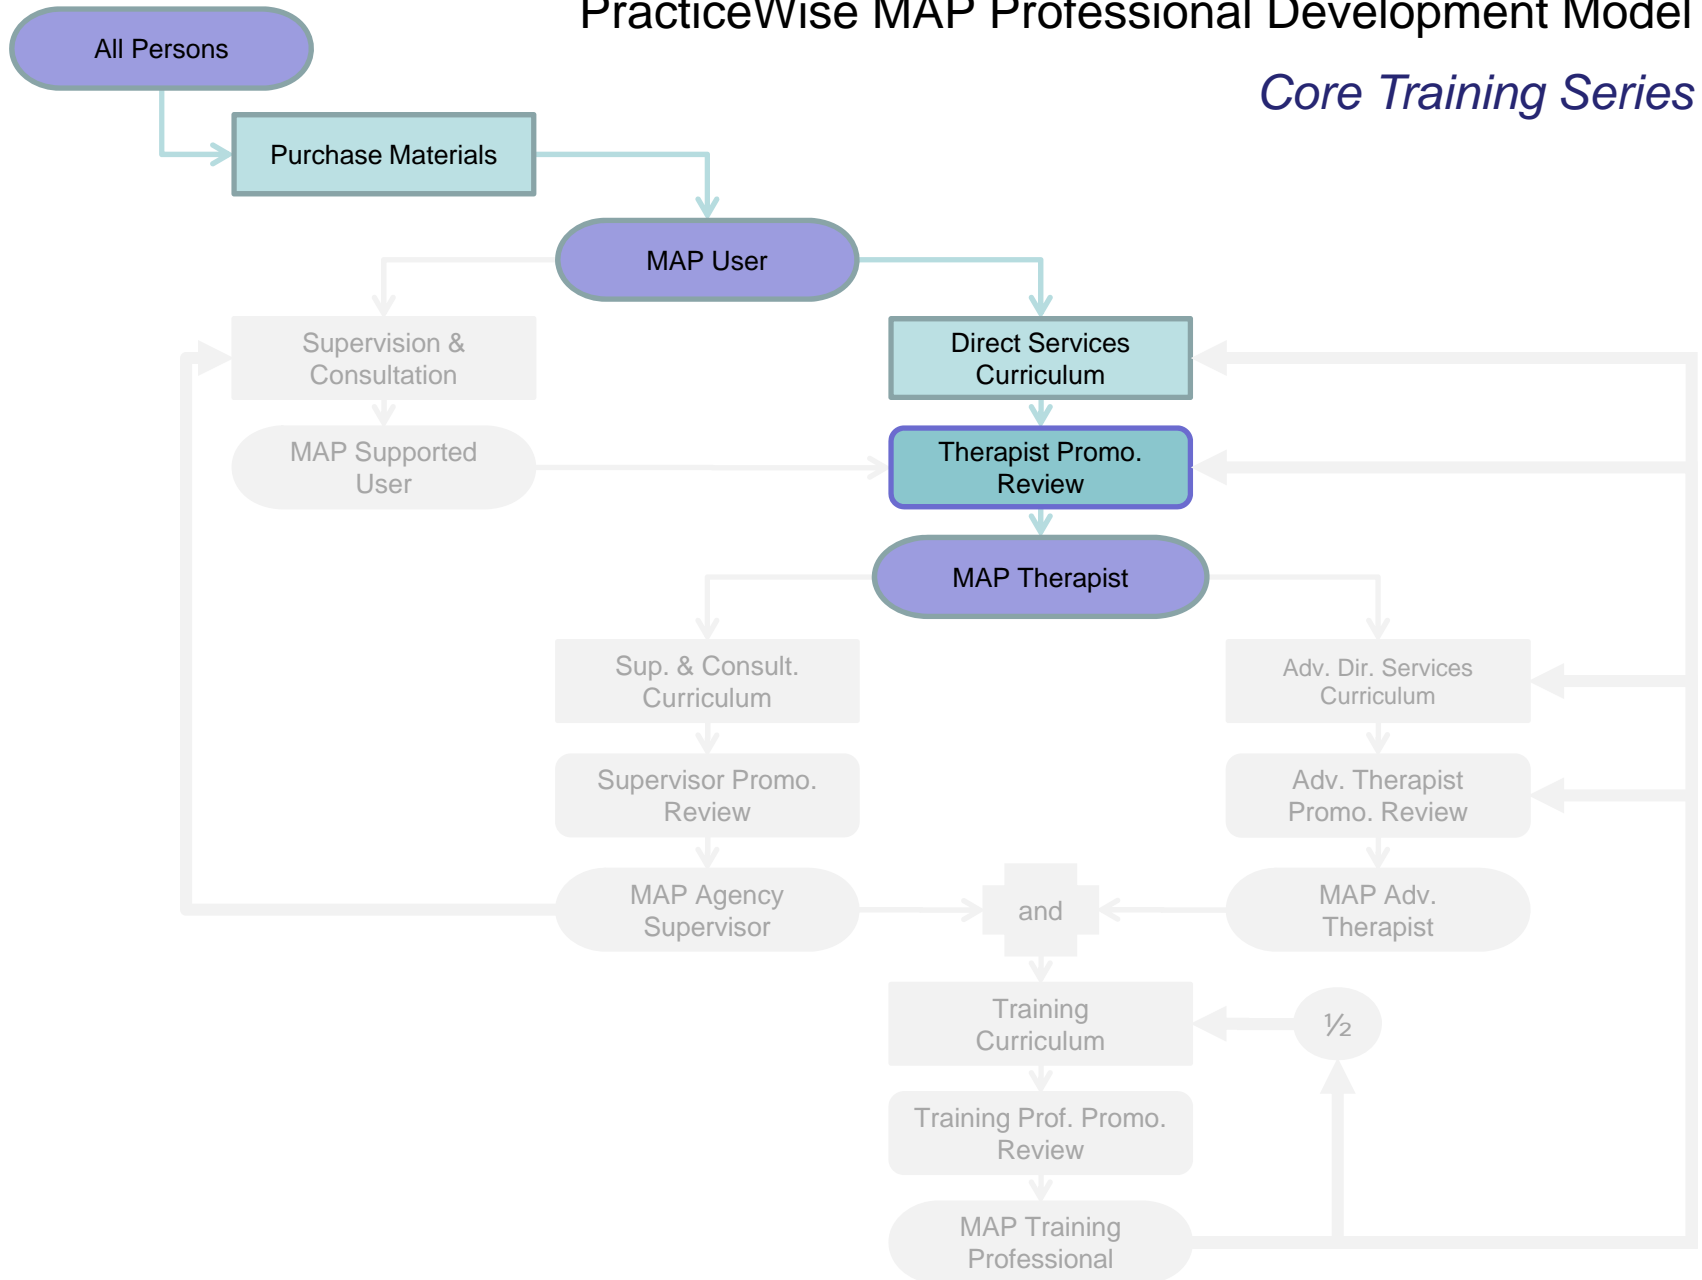 PracticeWise MAP Professional Development Model
Core Training Series
All Persons
Purchase Materials
MAP User
Supervision &
Consultation
Direct Services
Curriculum
MAP Supported
User
Therapist Promo.
Review
MAP Therapist
Sup. & Consult.
Curriculum
Adv. Dir. Services
Curriculum
Supervisor Promo.
Review
Adv. Therapist
Promo. Review
MAP Agency
Supervisor
and
MAP Adv.
Therapist
Training
Curriculum
½
Training Prof. Promo.
Review
MAP Training
Professional